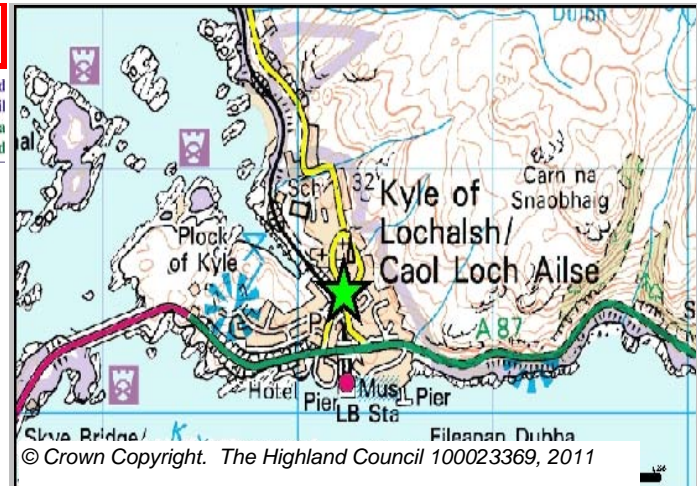 Dubh
Sch
32
Kyle of
Lochalsh/
Caol Loch Ailse
Carn na
Snaobhaig
Plock
of Kyle
P
A 87
Hotel
Pier
Mus
Pier
LB Sta
Skye Bridge/
Eileanan Dubha
© Crown Copyright. The Highland Council 100023369, 2011